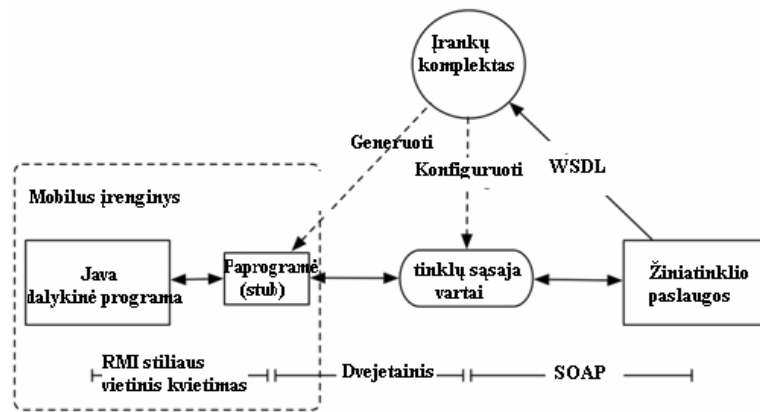 Įrankų
komplektas
Generuoti
Konfiguruoti
WSDL
Mobilus įrenginys
Java
dalykinė programa
Paprogramė
(stub)
tinklų sąsaja
vartai
Žiniatinklio
paslaugos
RMI stiliaus
vietinis kvietimas
Dvejetainis
SOAP